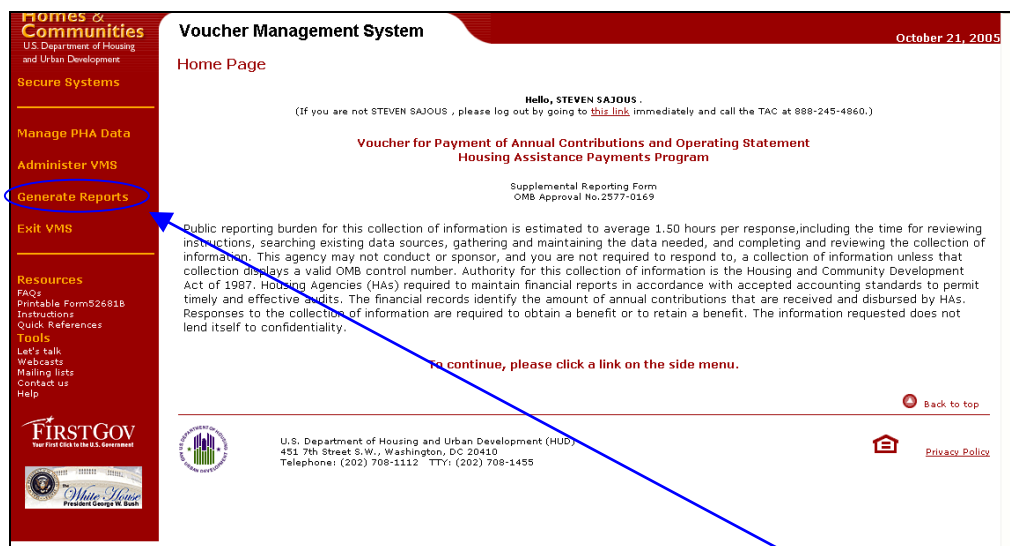 Homes &
Communities
U.S. Department of Housing
and Urban Development
Secure Systems
Manage PHA Data
Administer VMS
Generate Reports
Exit VMS
Resources
FAQs
Printable Form52681B
Instructions
Quick References
Tools
Let's talk
Webcasts
Mailing lists
Contact us
Help
FIRSTGOV
Your First Click to the U.S. Government
The
White House
President George W. Bush
Voucher Management System
October 21, 2005
Home Page
Hello, STEVEN SAJOUS .
(If you are not STEVEN SAJOUS , please log out by going to this link immediately and call the TAC at 888-245-4860.)
Voucher for Payment of Annual Contributions and Operating Statement
Housing Assistance Payments Program
Supplemental Reporting Form
OMB Approval No.2577-0169
Public reporting burden for this collection of information is estimated to average 1.50 hours per response,including the time for reviewing
instructions, searching existing data sources, gathering and maintaining the data needed, and completing and reviewing the collection of
information. This agency may not conduct or sponsor, and you are not required to respond to, a collection of information unless that
collection displays a valid OMB control number. Authority for this collection of information is the Housing and Community Development
Act of 1987. Housing Agencies (HAs) required to maintain financial reports in accordance with accepted accounting standards to permit
timely and effective audits. The financial records identify the amount of annual contributions that are received and disbursed by HAs.
Responses to the collection of information are required to obtain a benefit or to retain a benefit. The information requested does not
lend itself to confidentiality.
To continue, please click a link on the side menu.
Back to top
U.S. Department of Housing and Urban Development (HUD)
451 7th Street S.W., Washington, DC 20410
Telephone: (202) 708-1112 TTY: (202) 708-1455
Privacy Policy